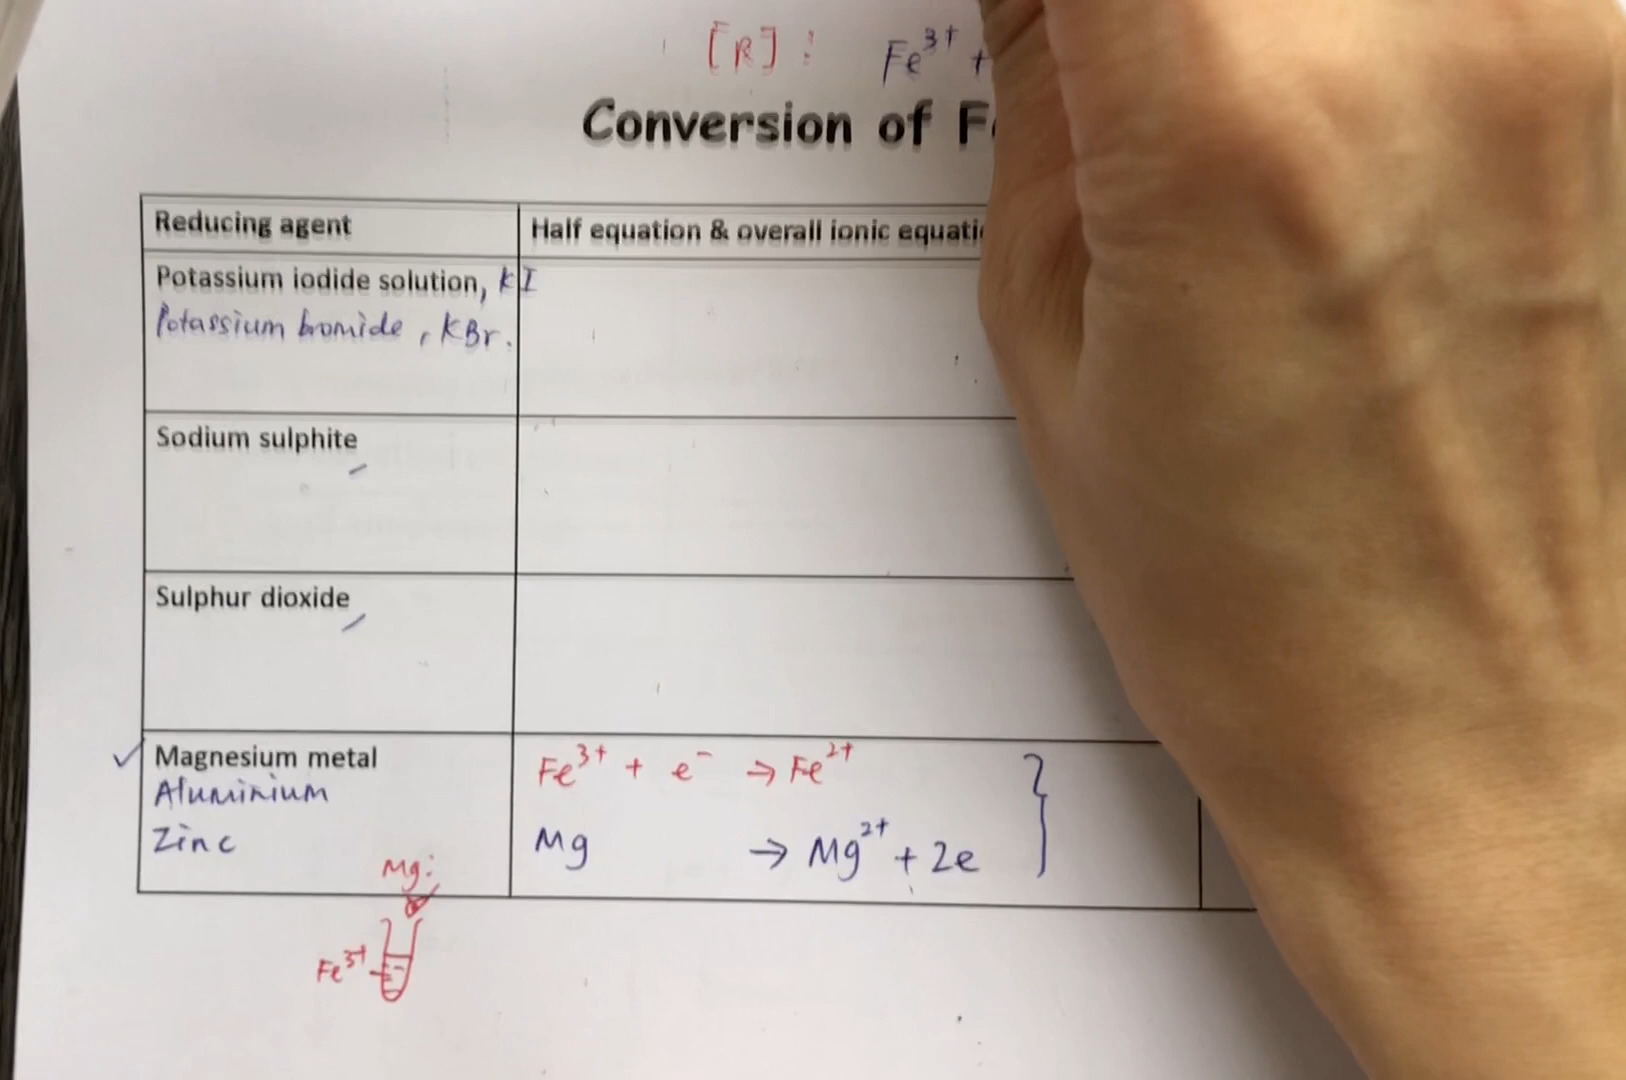 [R] : Fe³⁺ +
Conversion of F
Reducing agent
Half equation & overall ionic equati
Potassium iodide solution, KI
Potassium bromide, KBr.
Sodium sulphite
Sulphur dioxide
✓ Magnesium metal
Aluminium
Zinc
Fe³⁺ + e⁻ → Fe²⁺
Mg → Mg²⁺ + 2e
Mg:
Fe³⁺